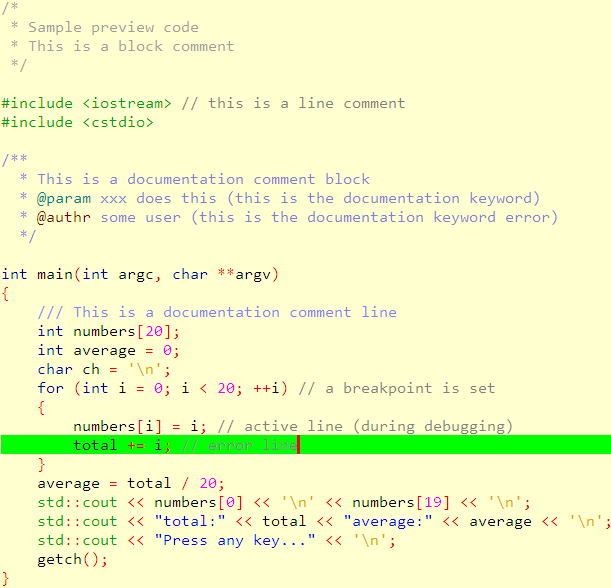 /*
 * Sample preview code
 * This is a block comment
 */

#include <iostream> // this is a line comment
#include <cstdio>

/**
  * This is a documentation comment block
  * @param xxx does this (this is the documentation keyword)
  * @authr some user (this is the documentation keyword error)
  */

int main(int argc, char **argv)
{
    /// This is a documentation comment line
    int numbers[20];
    int average = 0;
    char ch = '\n';
    for (int i = 0; i < 20; ++i) // a breakpoint is set
    {
        numbers[i] = i; // active line (during debugging)
        total += i; // error line
    }
    average = total / 20;
    std::cout << numbers[0] << '\n' << numbers[19] << '\n';
    std::cout << "total:" << total << "average:" << average << '\n';
    std::cout << "Press any key..." << '\n';
    getch();
}